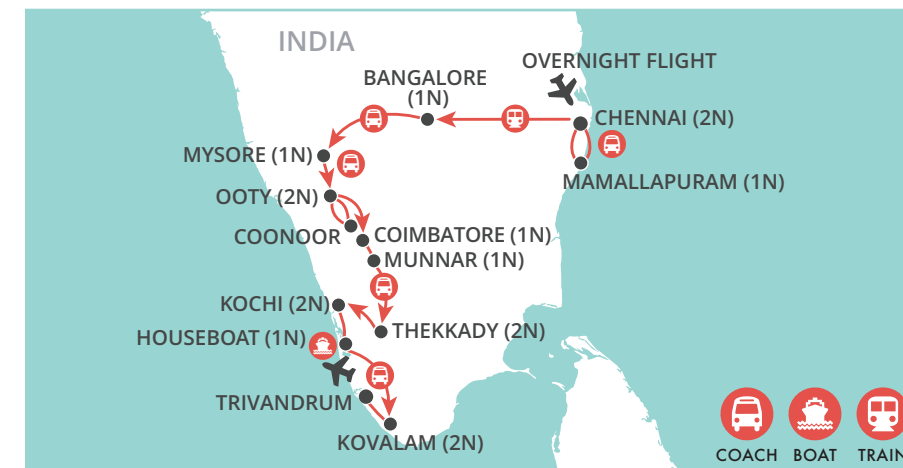 INDIA
OVERNIGHT FLIGHT
BANGALORE
(1N)
CHENNAI (2N)
MYSORE (1N)
MAMALLAPURAM (1N)
OOTY (2N)
COONOOR
COIMBATORE (1N)
MUNNAR (1N)
KOCHI (2N)
THEKKADY (2N)
HOUSEBOAT (1N)
TRIVANDRUM
KOVALAM (2N)
COACH BOAT TRAIN